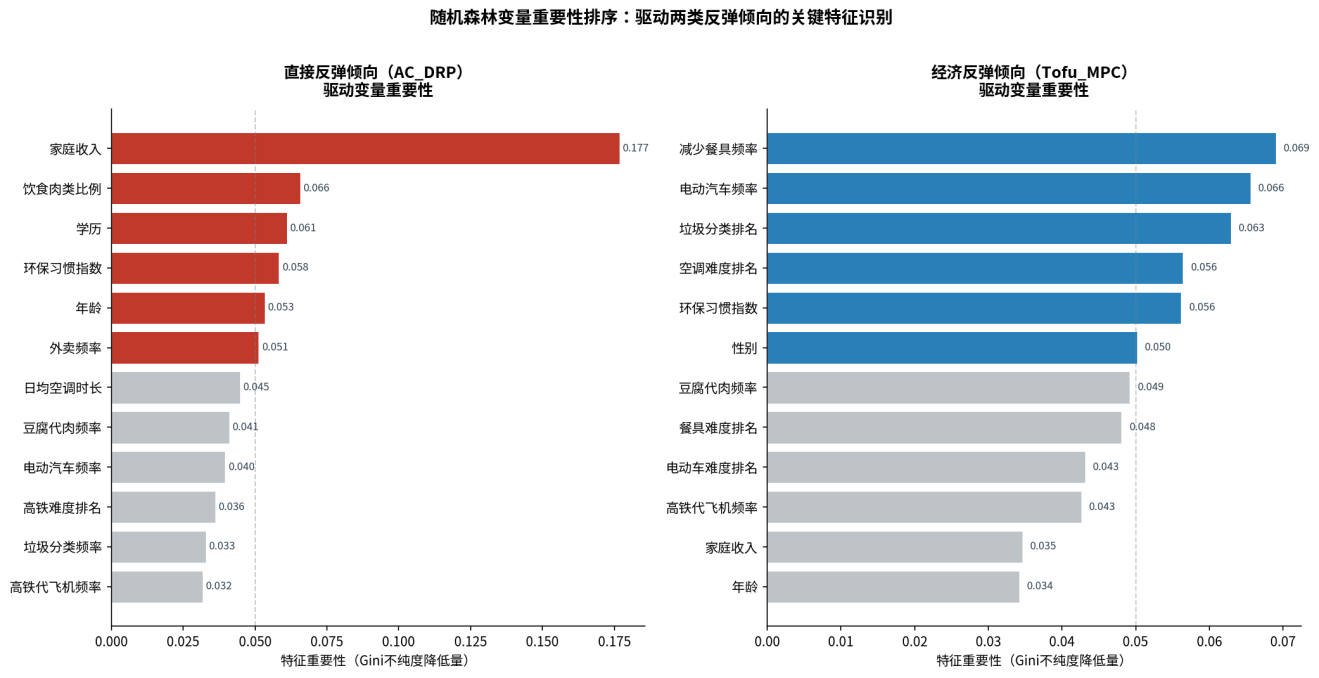 随机森林变量重要性排序：驱动两类反弹倾向的关键特征识别
直接反弹倾向（AC_DRP）
驱动变量重要性
家庭收入 0.177
饮食肉类比例 0.066
学历 0.061
环保习惯指数 0.058
年龄 0.053
外卖频率 0.051
日均空调时长 0.045
豆腐代肉频率 0.041
电动汽车频率 0.040
高铁难度排名 0.036
垃圾分类频率 0.033
高铁代飞机频率 0.032
0.000 0.025 0.050 0.075 0.100 0.125 0.150 0.175
特征重要性（Gini不纯度降低量）
经济反弹倾向（Tofu_MPC）
驱动变量重要性
减少餐具频率 0.069
电动汽车频率 0.066
垃圾分类排名 0.063
空调难度排名 0.056
环保习惯指数 0.056
性别 0.050
豆腐代肉频率 0.049
餐具难度排名 0.048
电动车难度排名 0.043
高铁代飞机频率 0.043
家庭收入 0.035
年龄 0.034
0.00 0.01 0.02 0.03 0.04 0.05 0.06 0.07
特征重要性（Gini不纯度降低量）